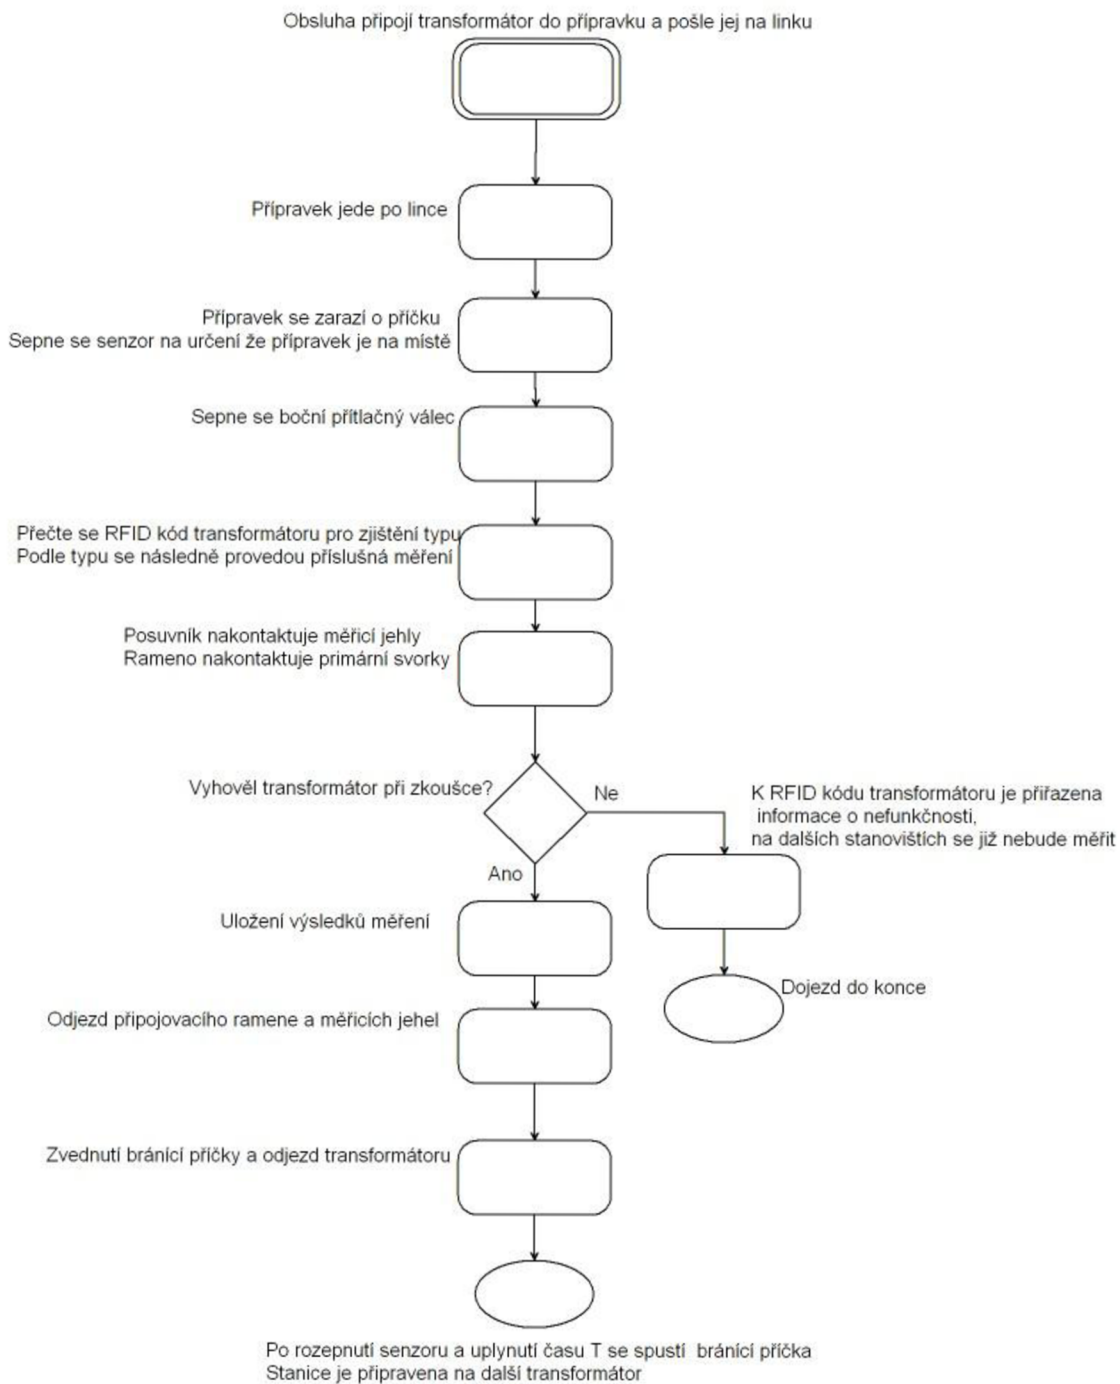 Obsluha připojí transformátor do přípravku a pošle jej na linku
Přípravek jede po lince
Přípravek se zarazí o příčku
Sepne se senzor na určení že přípravek je na místě
Sepne se boční přítlačný válec
Přečte se RFID kód transformátoru pro zjištění typu
Podle typu se následně provedou příslušná měření
Posuvník nakontaktuje měřicí jehly
Rameno nakontaktuje primární svorky
Vyhověl transformátor při zkoušce?
Ne
K RFID kódu transformátoru je přiřazena
informace o nefunkčnosti,
na dalších stanovištích se již nebude měřit
Ano
Uložení výsledků měření
Dojezd do konce
Odjezd připojovacího ramene a měřicích jehel
Zvednutí bránící příčky a odjezd transformátoru
Po rozepnutí senzoru a uplynutí času T se spustí bránící příčka
Stanice je připravena na další transformátor